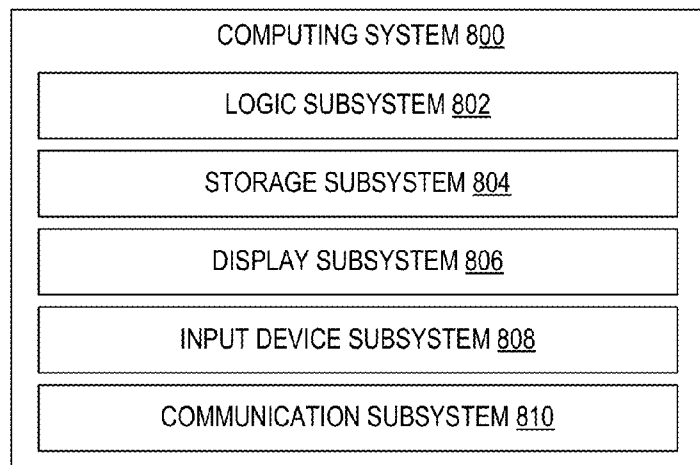 COMPUTING SYSTEM 800
LOGIC SUBSYSTEM 802
STORAGE SUBSYSTEM 804
DISPLAY SUBSYSTEM 806
INPUT DEVICE SUBSYSTEM 808
COMMUNICATION SUBSYSTEM 810